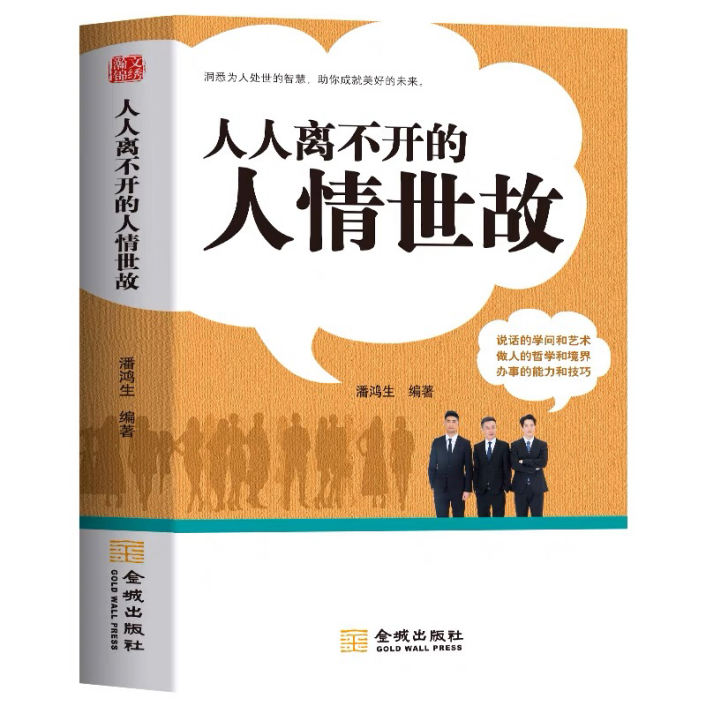 瀚文锦绣
人人离不开的人情世故
潘鸿生 编著
金城出版社
GOLD WALL PRESS
洞悉为人处世的智慧，助你成就美好的未来。
人人离不开的
人情世故
说话的学问和艺术
做人的哲学和境界
办事的能力和技巧
潘鸿生 编著
金城出版社
GOLD WALL PRESS